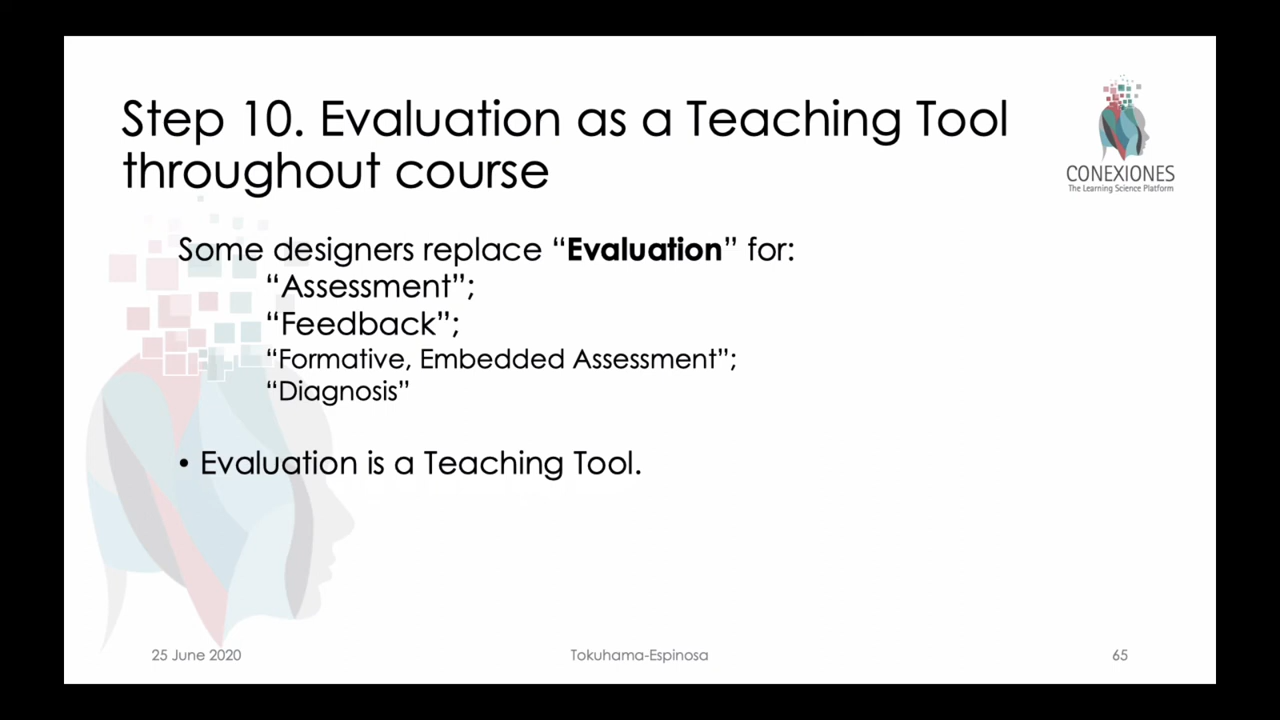 Step 10. Evaluation as a Teaching Tool
throughout course
CONEXIONES
The Learning Science Platform
Some designers replace “Evaluation” for:
“Assessment”;
“Feedback”;
“Formative, Embedded Assessment”;
“Diagnosis”
• Evaluation is a Teaching Tool.
25 June 2020
Tokuhama-Espinosa
65